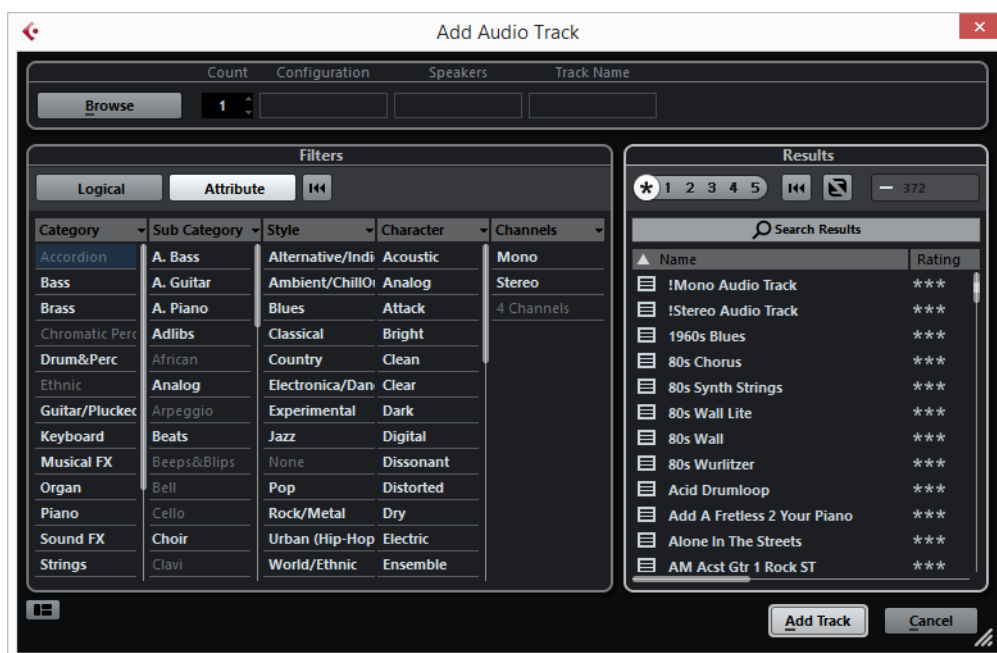 Add Audio Track
Count Configuration Speakers Track Name
Browse 1
Filters
Logical Attribute
Category Sub Category Style Character Channels
Accordion A. Bass Alternative/Indi Acoustic Mono
Bass A. Guitar Ambient/ChillO Analog Stereo
Brass A. Piano Blues Attack 4 Channels
Chromatic Perc Adlibs Classical Bright
Drum&Perc African Country Clean
Ethnic Analog Electronica/Dan Clear
Guitar/Plucked Arpeggio Experimental Dark
Keyboard Beats Jazz Digital
Musical FX Beeps&Blips None Dissonant
Organ Bell Pop Distorted
Piano Cello Rock/Metal Dry
Sound FX Choir Urban (Hip-Hop Electric
Strings Clavi World/Ethnic Ensemble
Results
* 1 2 3 4 5 372
Search Results
Name Rating
!Mono Audio Track ***
!Stereo Audio Track ***
1960s Blues ***
80s Chorus ***
80s Synth Strings ***
80s Wall Lite ***
80s Wall ***
80s Wurlitzer ***
Acid Drumloop ***
Add A Fretless 2 Your Piano ***
Alone In The Streets ***
AM Acst Gtr 1 Rock ST ***
Add Track Cancel